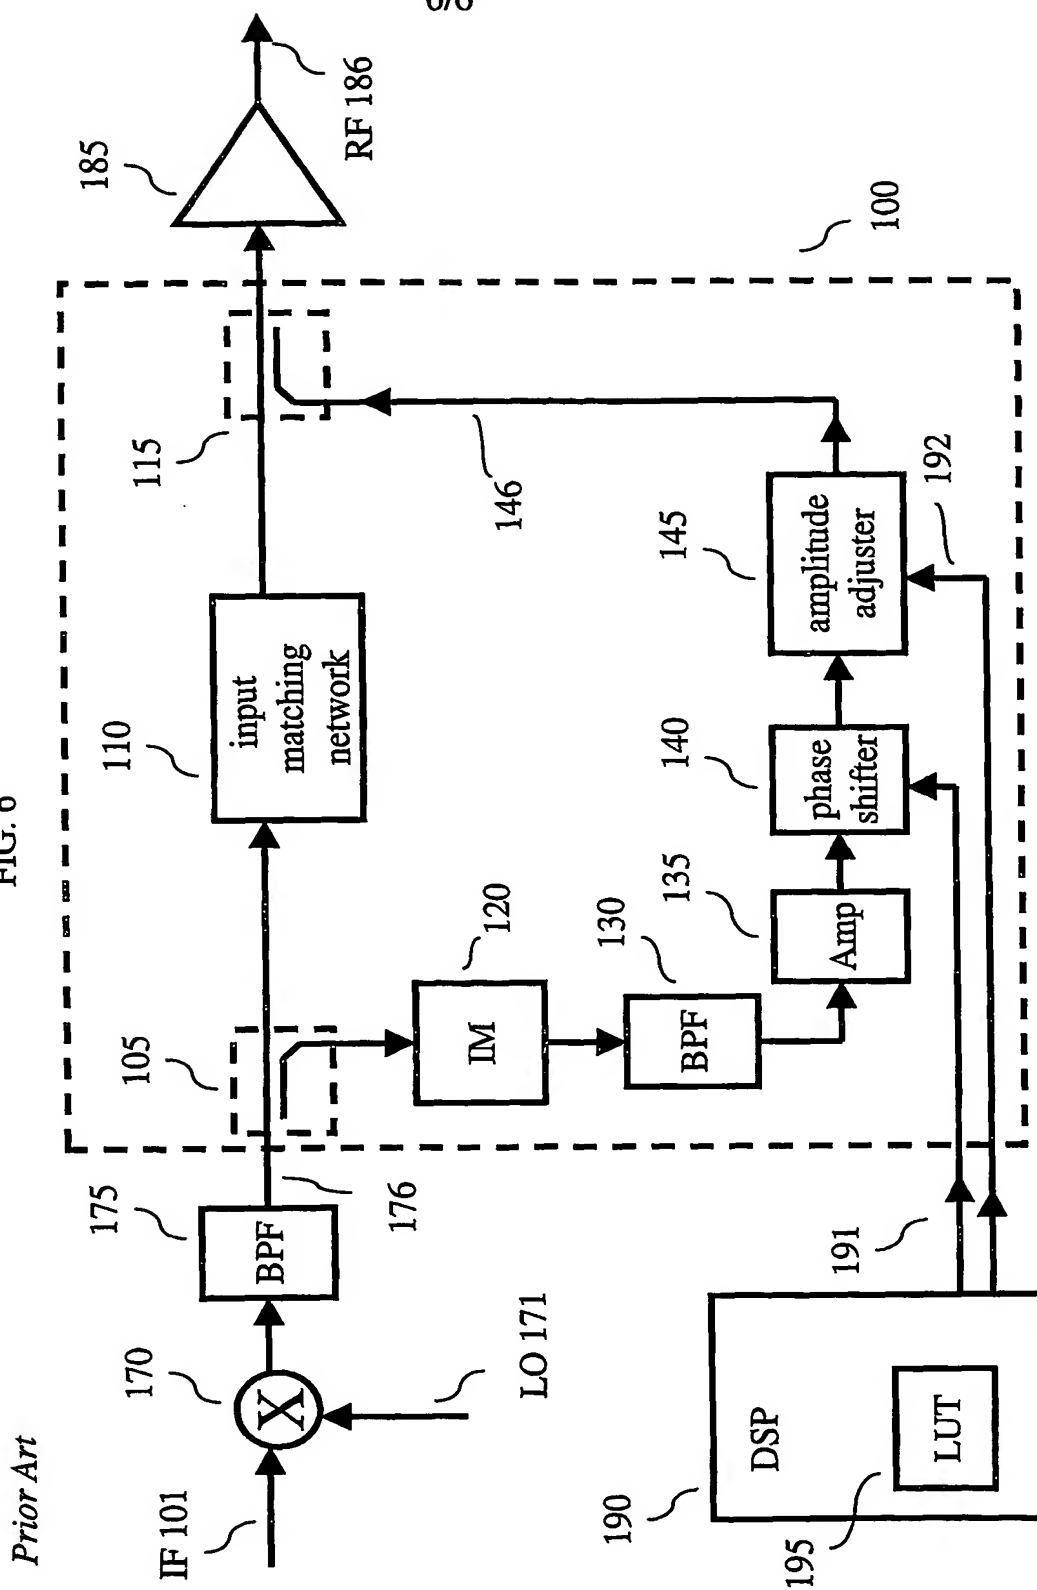 6/6
FIG. 6
Prior Art
IF 101
170
LO 171
175
BPF
176
105
110
input
matching
network
115
185
RF 186
100
120
IM
130
BPF
135
Amp
140
phase
shifter
145
amplitude
adjuster
146
192
191
190
DSP
195
LUT